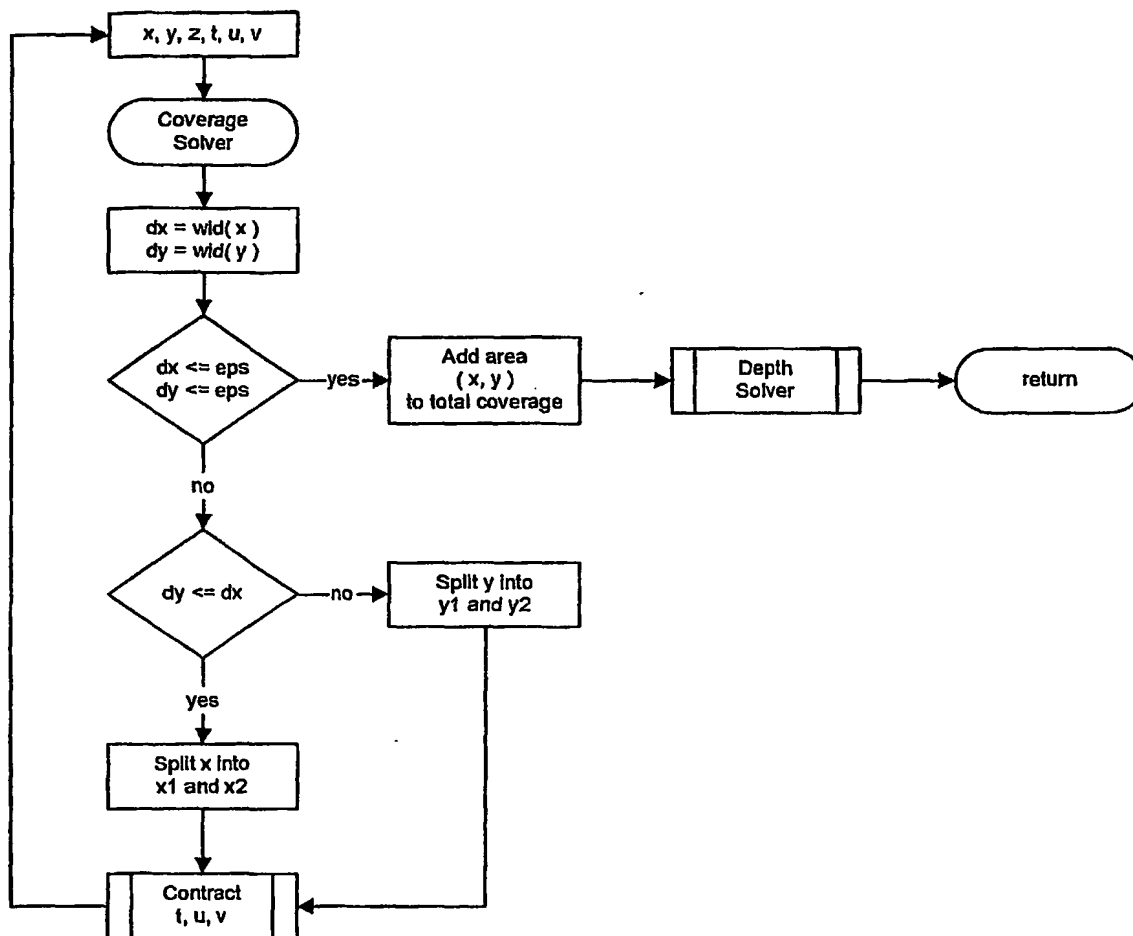 x, y, z, t, u, v
Coverage
Solver
dx = wid( x )
dy = wid( y )
dx <= eps
dy <= eps
yes
Add area
( x, y )
to total coverage
Depth
Solver
return
no
dy <= dx
no
Split y into
y1 and y2
yes
Split x into
x1 and x2
Contract
t, u, v